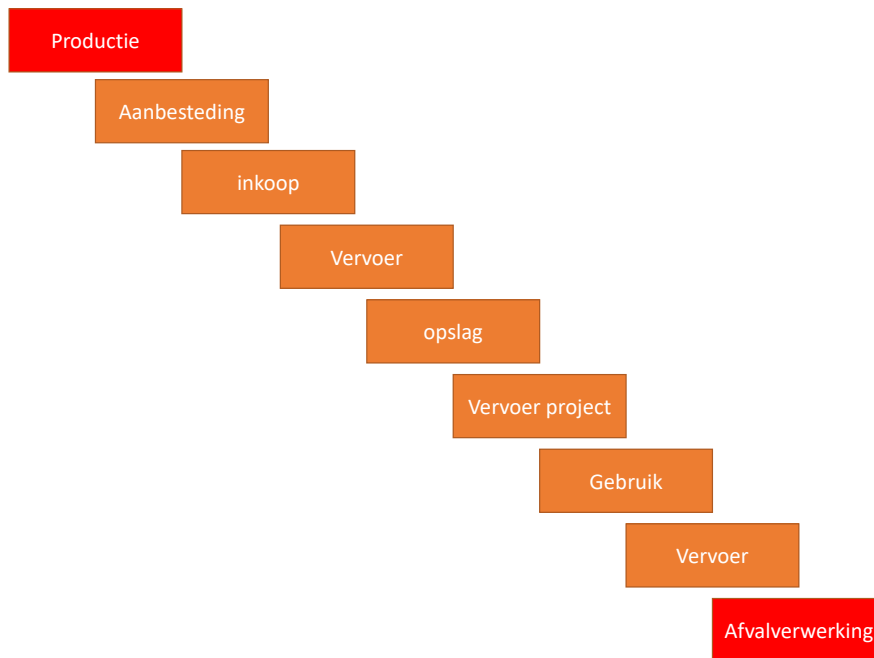 Productie
Aanbesteding
inkoop
Vervoer
opslag
Vervoer project
Gebruik
Vervoer
Afvalverwerking